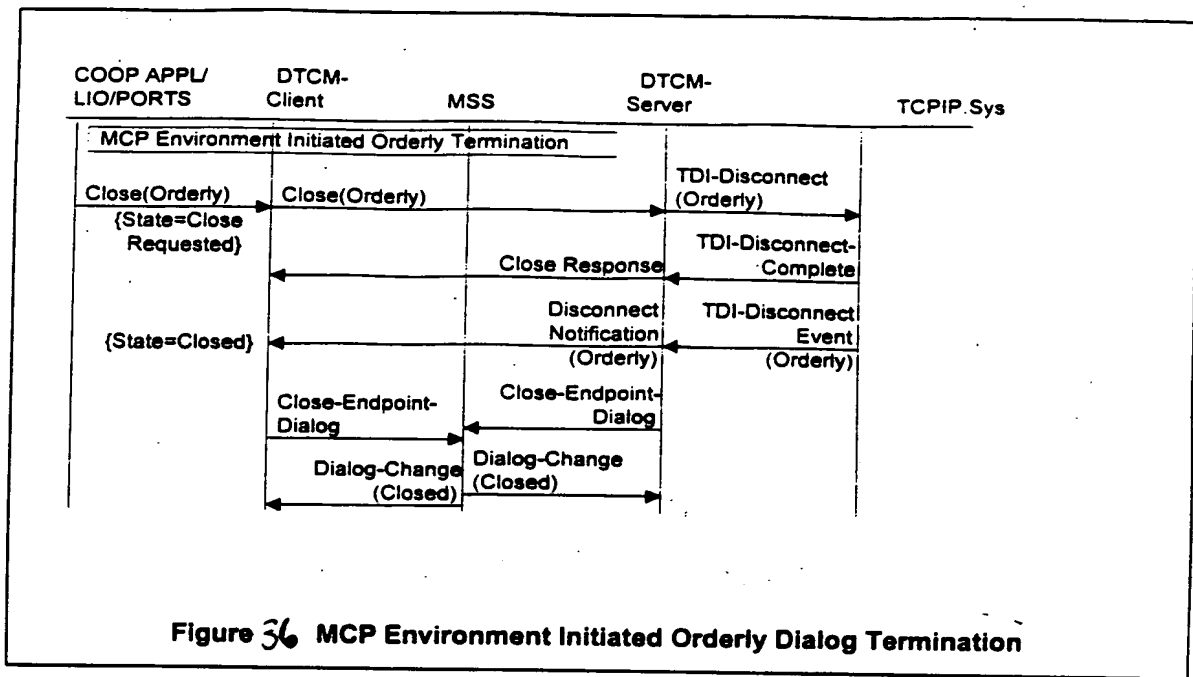 COOP APPL/ LIO/PORTS
DTCM- Client
MSS
DTCM- Server
TCPIP.Sys
MCP Environment Initiated Orderly Termination
Close(Orderly)
Close(Orderly)
TDI-Disconnect
(Orderly)
{State=Close
Requested}
TDI-Disconnect-
Complete
Close Response
Disconnect
Notification
(Orderly)
TDI-Disconnect
Event
(Orderly)
{State=Closed}
Close-Endpoint-
Dialog
Close-Endpoint-
Dialog
Dialog-Change
(Closed)
Dialog-Change
(Closed)
Figure 36 MCP Environment Initiated Orderly Dialog Termination